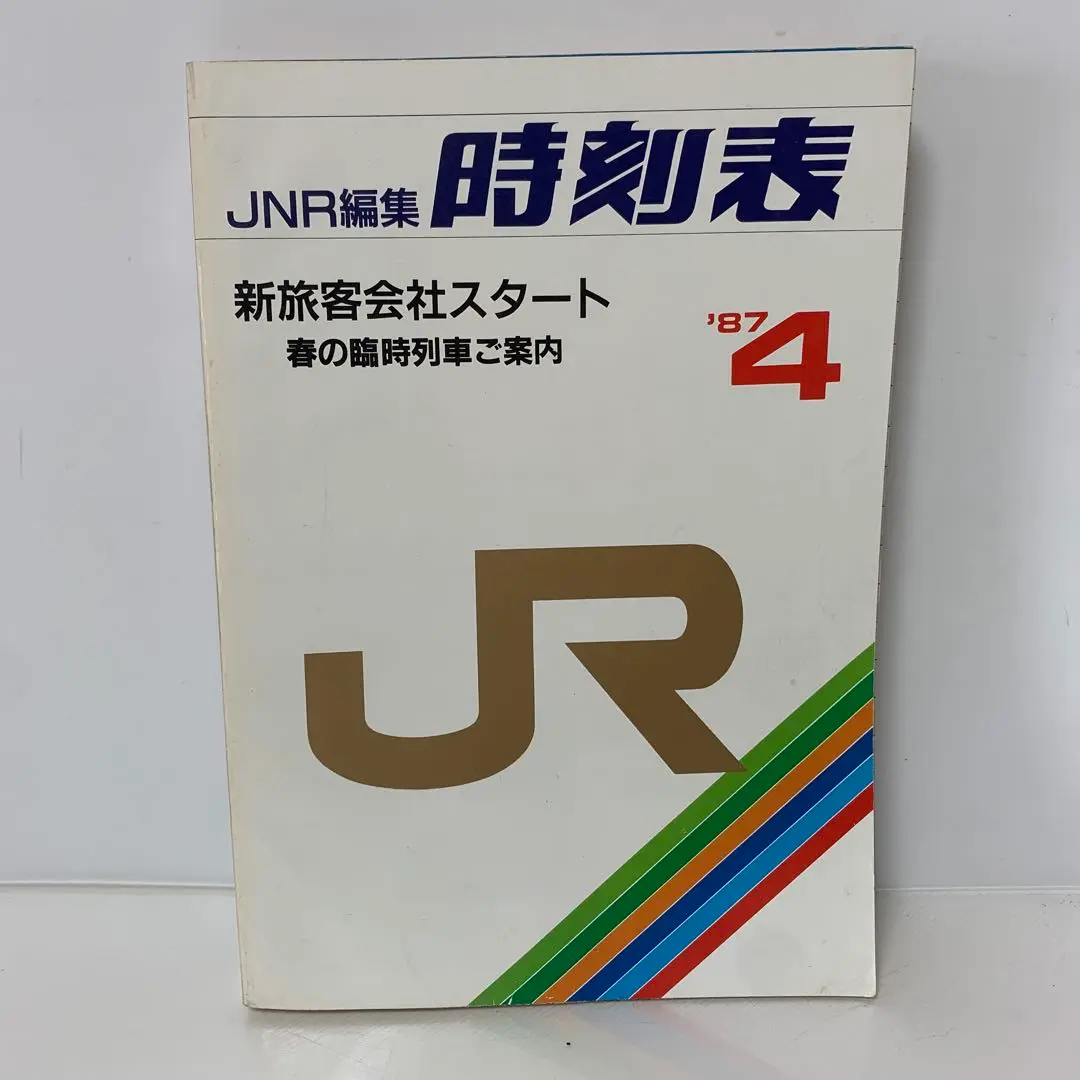 JNR編集 時刻表
新旅客会社スタート
春の臨時列車ご案内
'87 4
JR